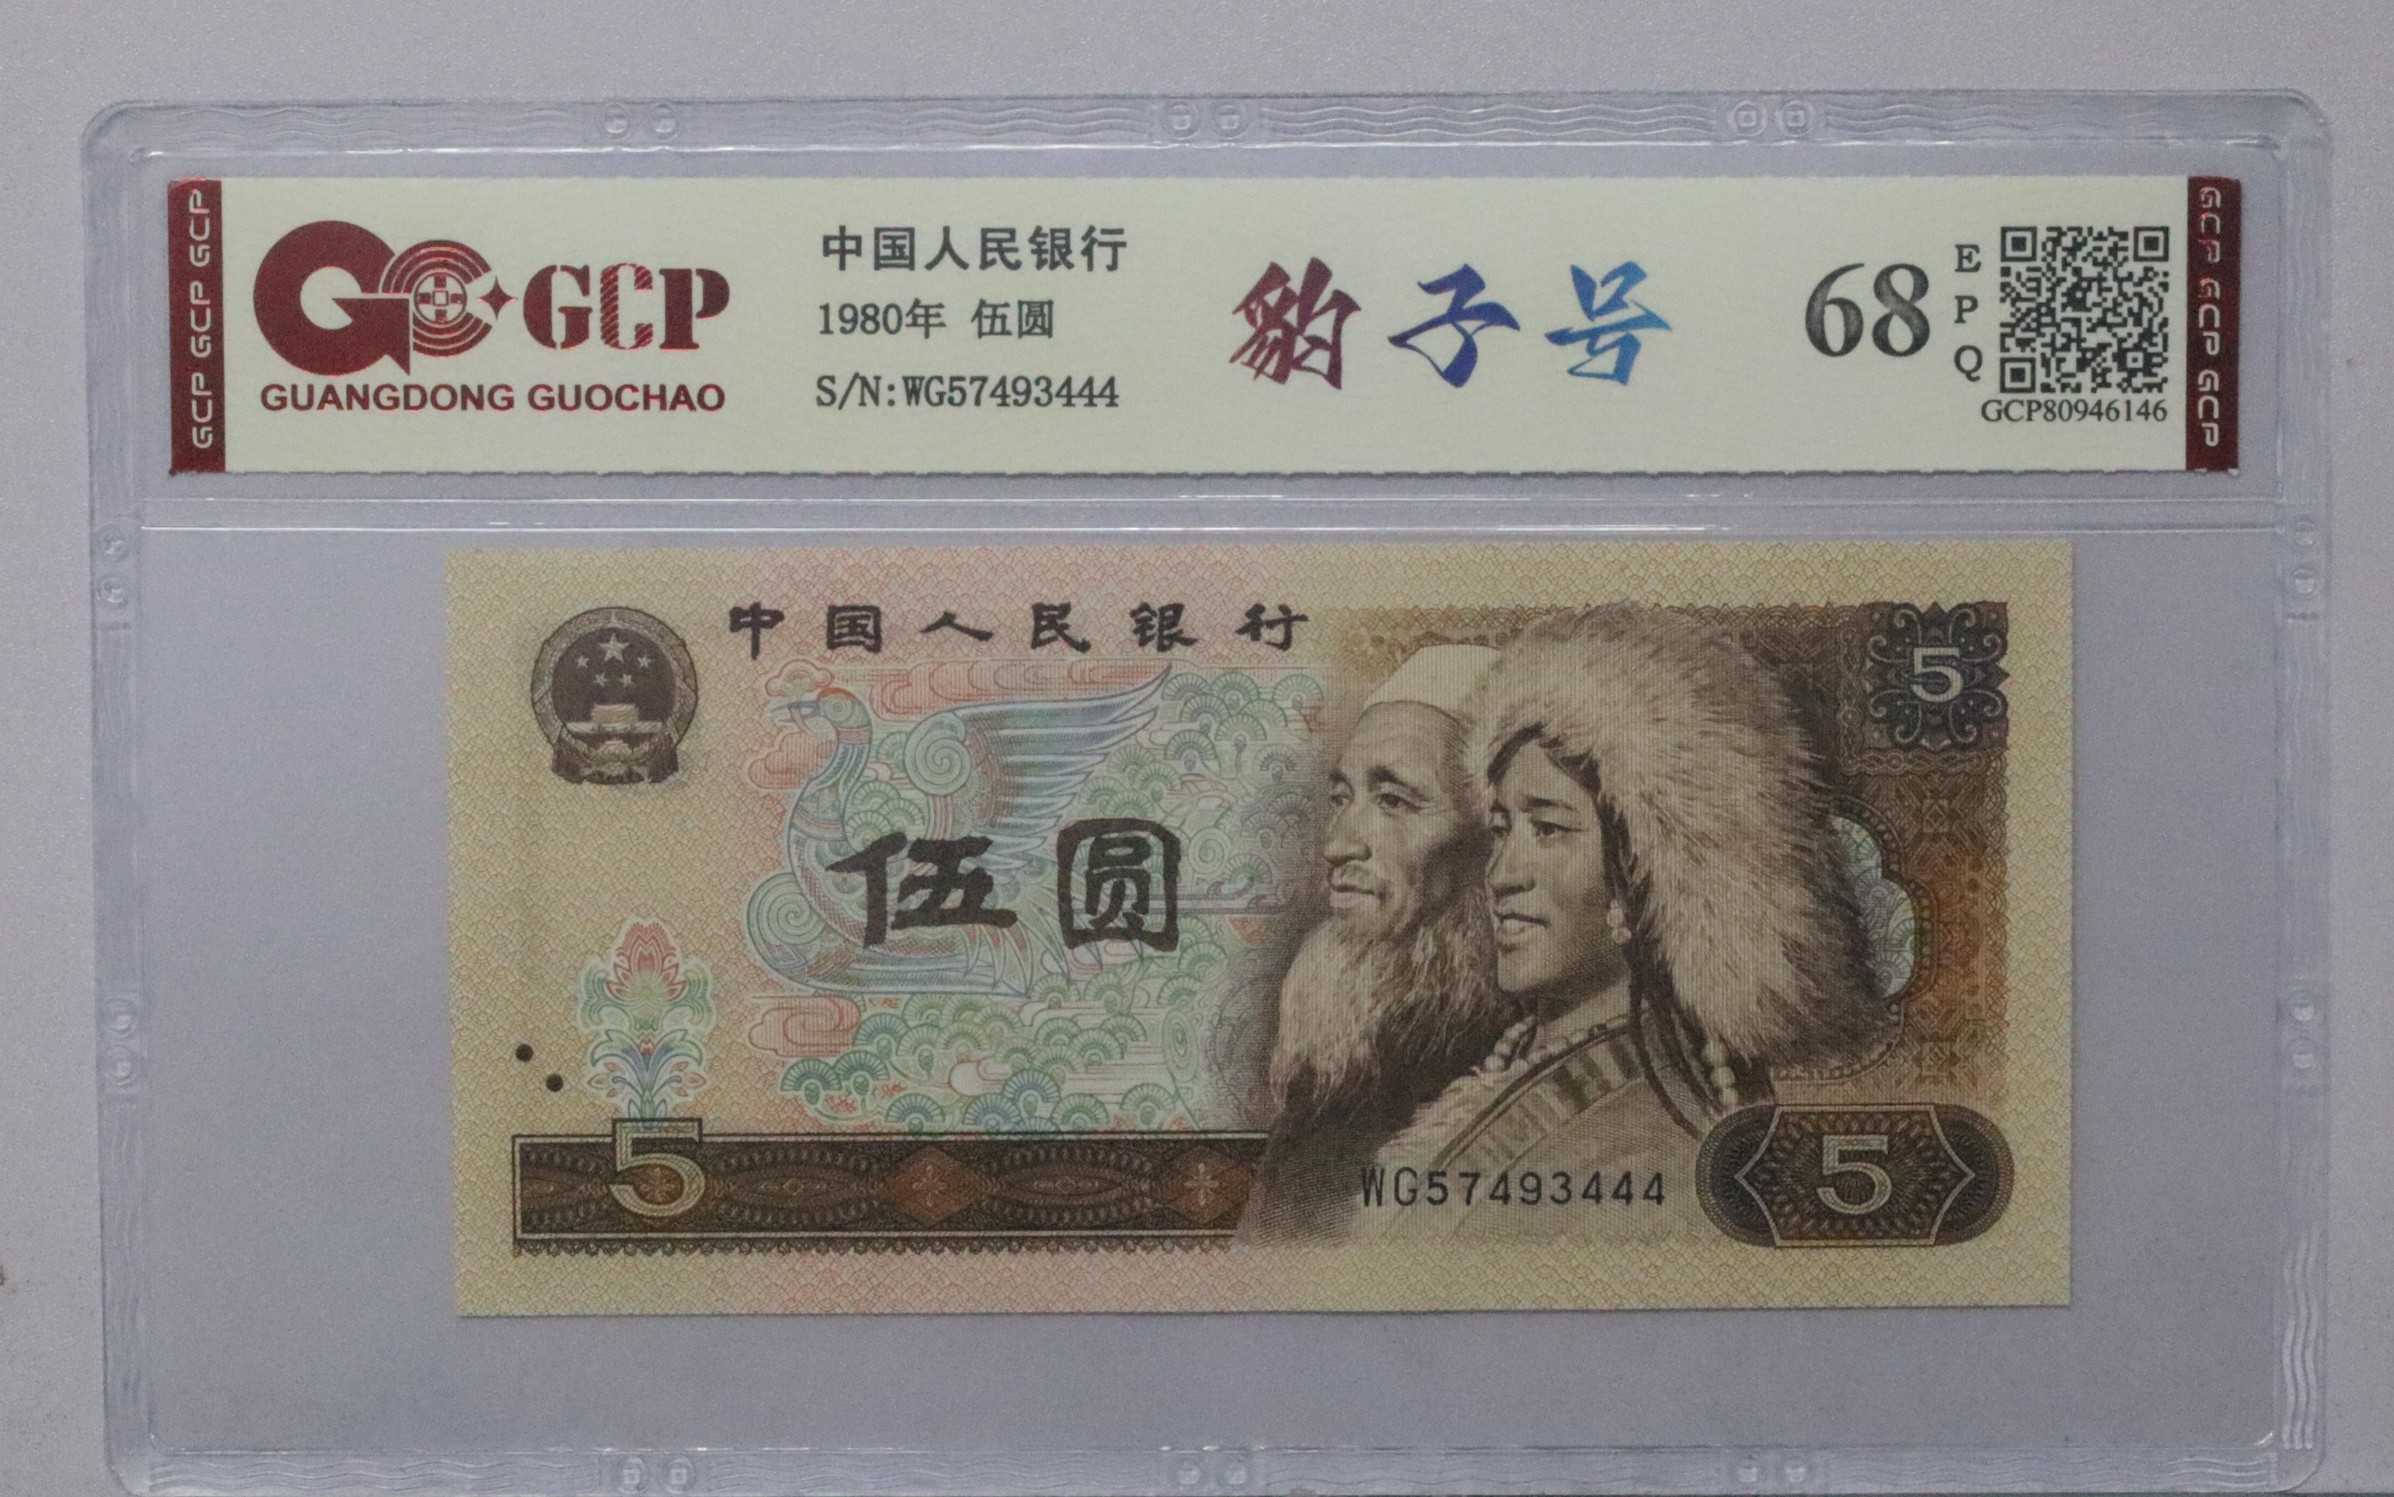 GCP GCP GCP
GCP
GUANGDONG GUOCHAO
中国人民银行
1980年 伍圆
S/N:WG57493444
豹子号
68
EPQ
GCP80946146
GCP GCP GCP
中国人民银行
5
伍圆
5
WG57493444
5